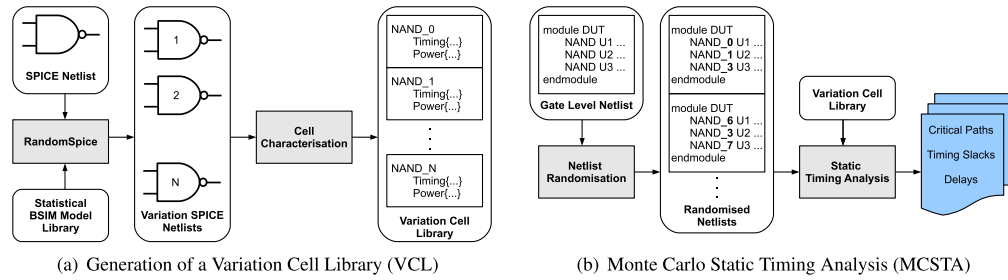 SPICE Netlist
RandomSpice
Statistical
BSIM Model
Library
1
2
N
Variation SPICE
Netlists
Cell
Characterisation
NAND_0
Timing{...}
Power{...}
NAND_1
Timing{...}
Power{...}
NAND_N
Timing{...}
Power{...}
Variation Cell
Library
(a) Generation of a Variation Cell Library (VCL)
module DUT
NAND U1 ...
NAND U2 ...
NAND U3 ...
endmodule
Gate Level Netlist
Netlist
Randomisation
module DUT
NAND_0 U1 ...
NAND_1 U2 ...
NAND_3 U3 ...
endmodule
module DUT
NAND_6 U1 ...
NAND_3 U2 ...
NAND_7 U3 ...
endmodule
Randomised
Netlists
Variation Cell
Library
Static
Timing Analysis
Critical Paths
Timing Slacks
Delays
(b) Monte Carlo Static Timing Analysis (MCSTA)